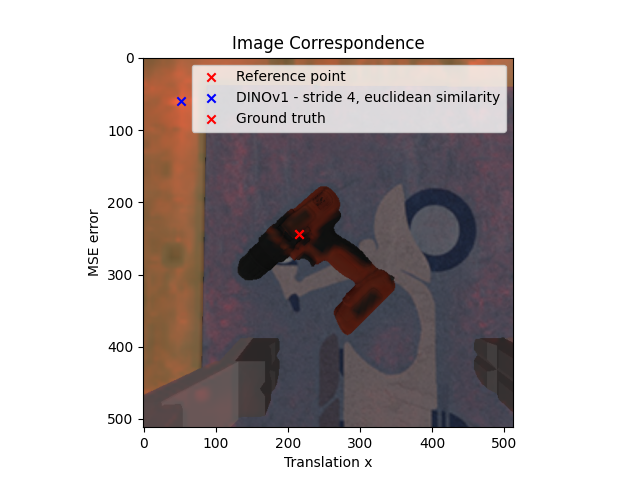 Image Correspondence
Reference point
DINOv1 - stride 4, euclidean similarity
Ground truth
MSE error
0
100
200
300
400
500
0 100 200 300 400 500
Translation x